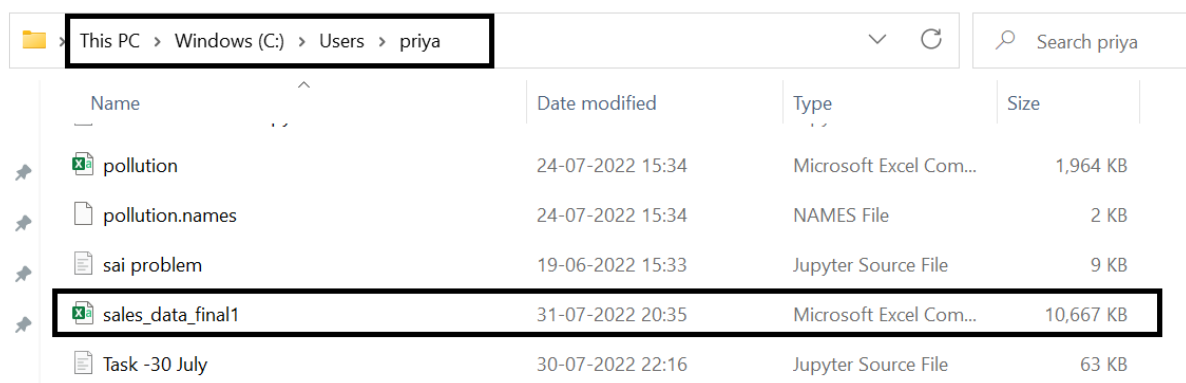 This PC > Windows (C:) > Users > priya Search priya
Name Date modified Type Size
pollution 24-07-2022 15:34 Microsoft Excel Com... 1,964 KB
pollution.names 24-07-2022 15:34 NAMES File 2 KB
sai problem 19-06-2022 15:33 Jupyter Source File 9 KB
sales_data_final1 31-07-2022 20:35 Microsoft Excel Com... 10,667 KB
Task -30 July 30-07-2022 22:16 Jupyter Source File 63 KB